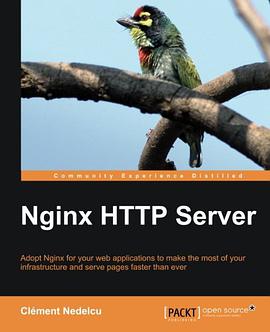 Community Experience Distilled
Nginx HTTP Server
Adopt Nginx for your web applications to make the most of your
infrastructure and serve pages faster than ever
Clément Nedelcu
[PACKT] open source*
PUBLISHING